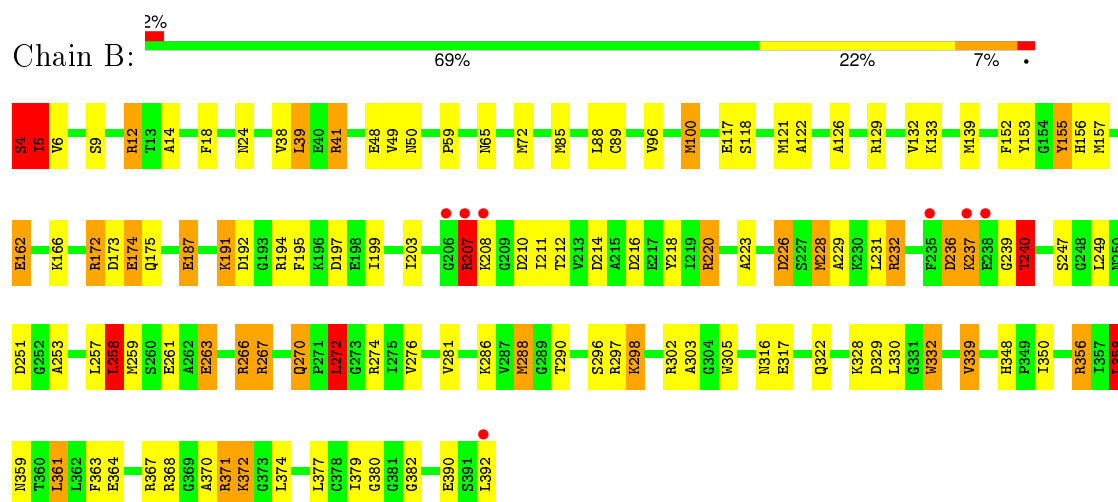 2%
Chain B:
69% 22% 7% •
S4 I5 V6 S9 R12 T13 A14 F18 N24 V38 L39 E40 R41 E48 V49 N50 P59 N65 M72 M85 L88 C89 V96 M100 E117 S118 M121 A122 A126 R129 V132 K133 M139 F152 Y153 G154 Y155 H156 M157
E162 K166 R172 D173 E174 Q175 E187 K191 D192 G193 R194 F195 K196 D197 E198 I199 I203 G206 R207 K208 G209 D210 I211 T212 V213 D214 A215 D216 E217 Y218 I219 R220 A223 D226 S227 M228 A229 K230 L231 R232 F235 D236 K237 E238 G239 T240 S247 G248 L249 N250
D251 G252 A253 L257 L258 M259 S260 E261 A262 E263 R266 R267 Q270 P271 L272 G273 R274 I275 V276 V281 K286 V287 M288 G289 T290 S296 R297 K298 R302 A303 G304 W305 N316 E317 Q322 K328 D329 L330 G331 W332 V339 H348 P349 I350 R356 I357 L358
N359 T360 L361 L362 F363 E364 R367 R368 G369 A370 R371 K372 G373 L374 L377 C378 I379 G380 G381 G382 E390 S391 L392